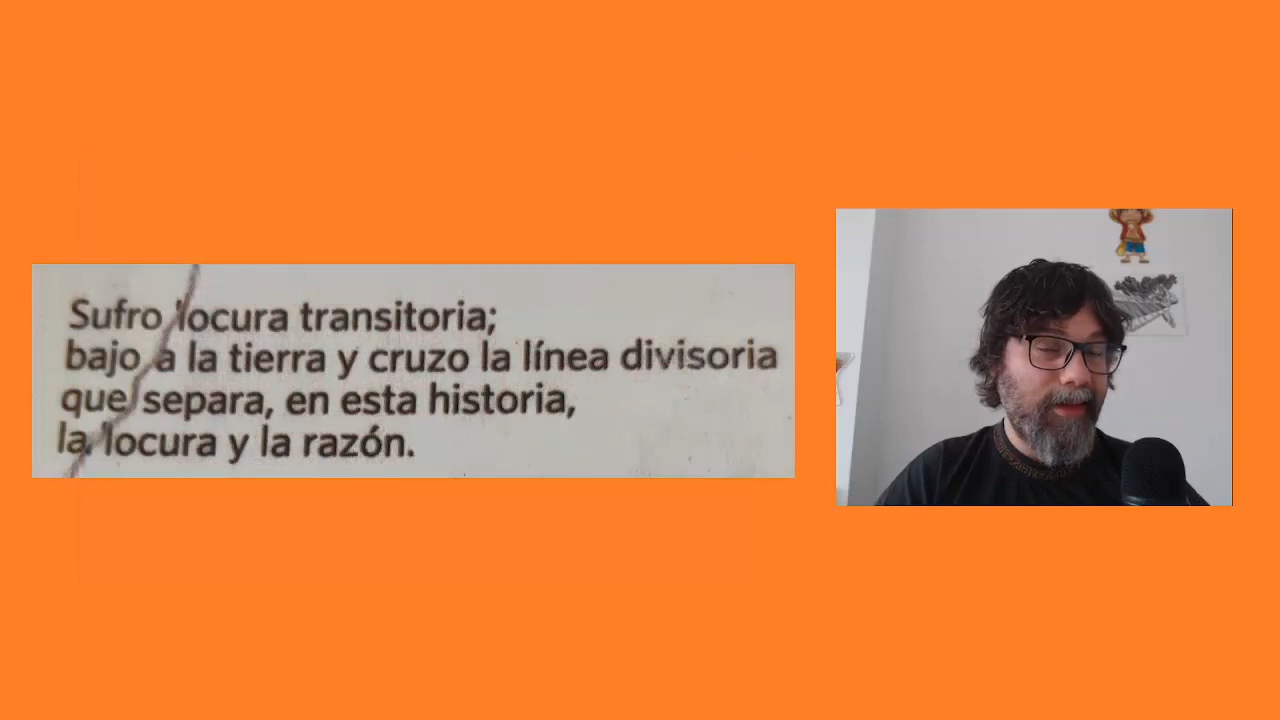 Sufro locura transitoria;
bajo a la tierra y cruzo la línea divisoria
que separa, en esta historia,
la locura y la razón.